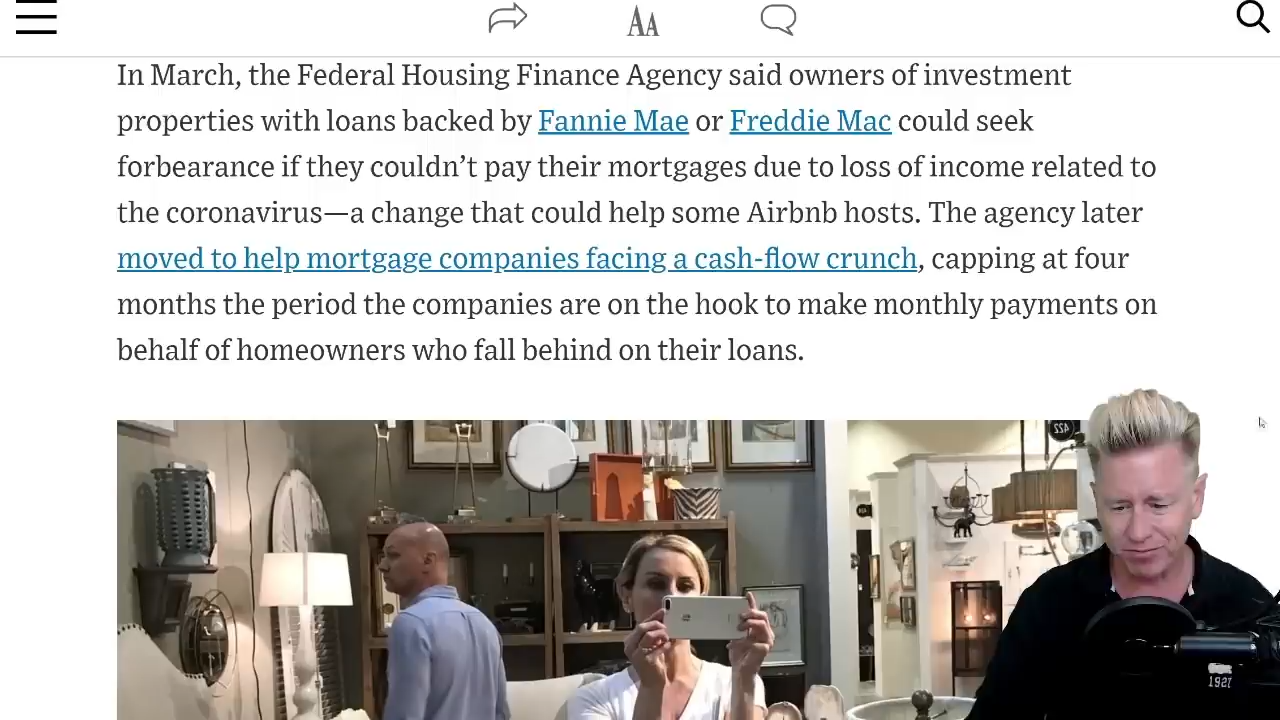 AA
In March, the Federal Housing Finance Agency said owners of investment
properties with loans backed by Fannie Mae or Freddie Mac could seek
forbearance if they couldn’t pay their mortgages due to loss of income related to
the coronavirus—a change that could help some Airbnb hosts. The agency later
moved to help mortgage companies facing a cash-flow crunch, capping at four
months the period the companies are on the hook to make monthly payments on
behalf of homeowners who fall behind on their loans.
422
1927